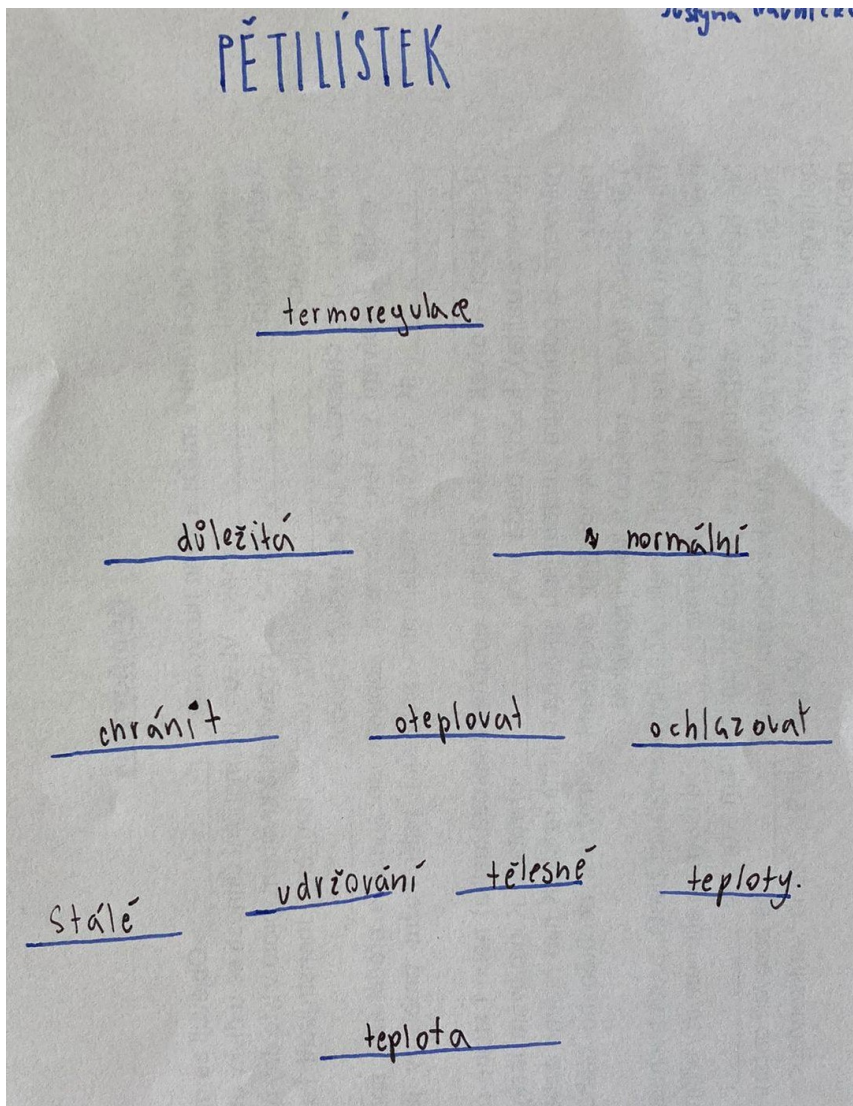 PĚTILÍSTEK
termoregulace
důležitá normální
chránit oteplovat ochlazovat
Stálé udržování tělesné teploty.
teplota